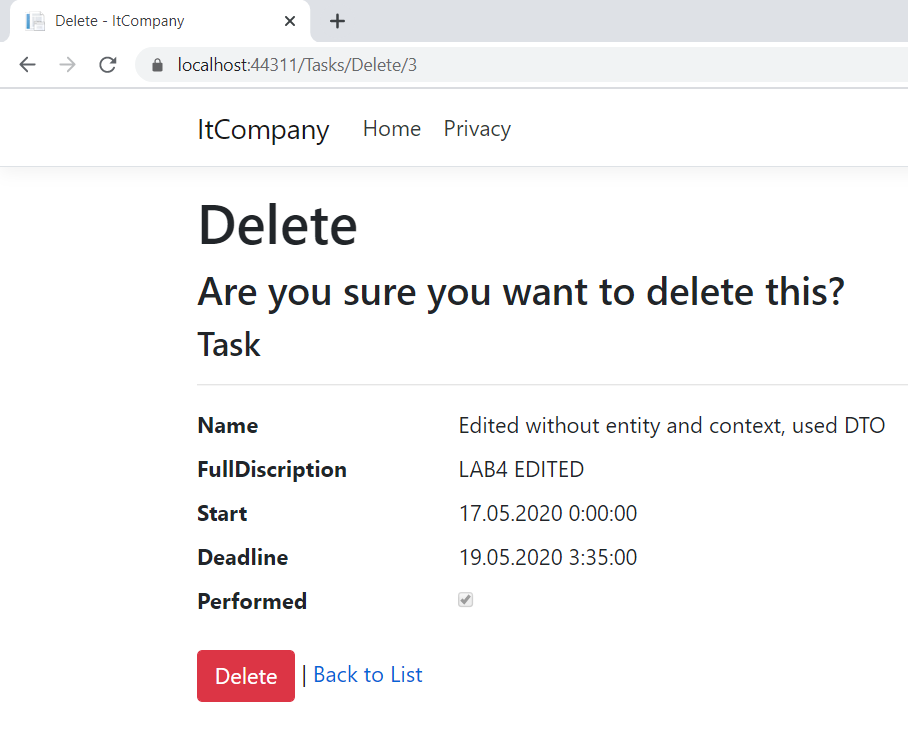 Delete - ItCompany
localhost:44311/Tasks/Delete/3
ItCompany Home Privacy
Delete
Are you sure you want to delete this?
Task
Name Edited without entity and context, used DTO
FullDiscription LAB4 EDITED
Start 17.05.2020 0:00:00
Deadline 19.05.2020 3:35:00
Performed
Delete | Back to List